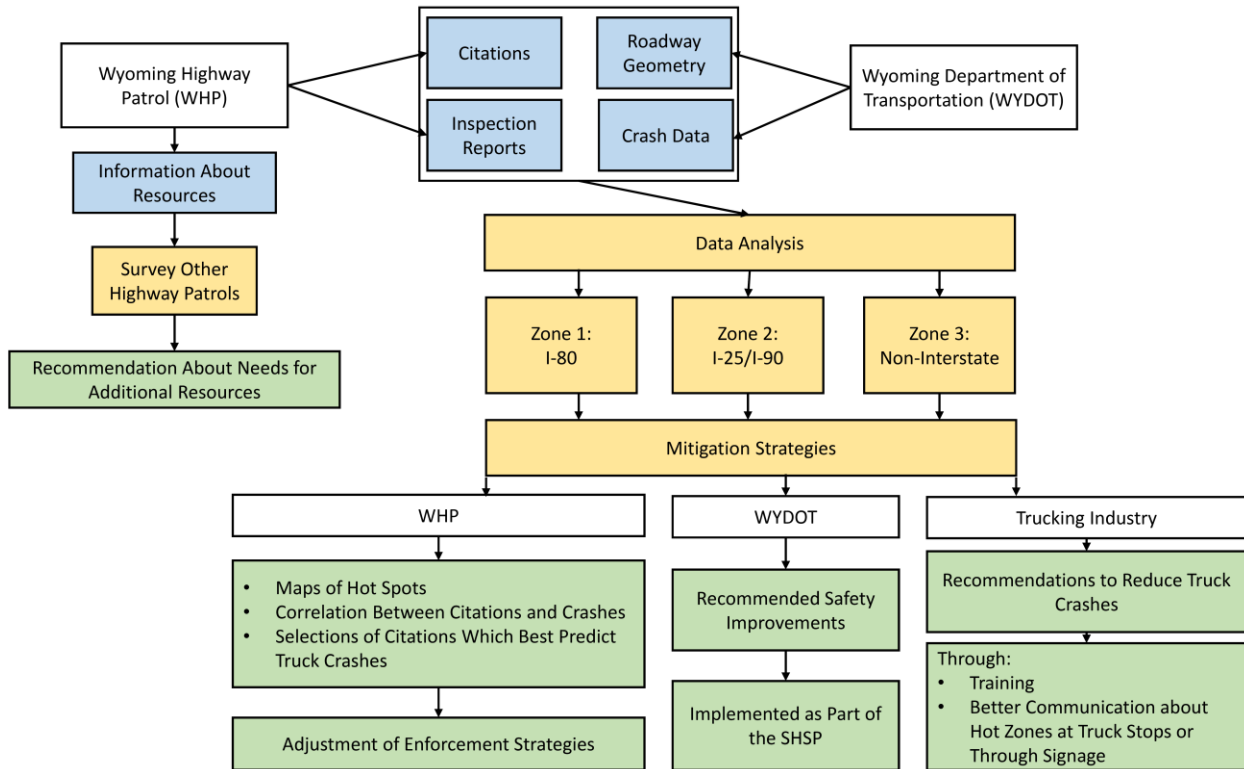 Wyoming Highway
Patrol (WHP)
Citations
Roadway
Geometry
Wyoming Department of
Transportation (WYDOT)
Inspection
Reports
Crash Data
Information About
Resources
Survey Other
Highway Patrols
Recommendation About Needs for
Additional Resources
Data Analysis
Zone 1:
I-80
Zone 2:
I-25/I-90
Zone 3:
Non-Interstate
Mitigation Strategies
WHP
WYDOT
Trucking Industry
• Maps of Hot Spots
• Correlation Between Citations and Crashes
• Selections of Citations Which Best Predict
Truck Crashes
Adjustment of Enforcement Strategies
Recommended Safety
Improvements
Implemented as Part of
the SHSP
Recommendations to Reduce Truck
Crashes
Through:
• Training
• Better Communication about
Hot Zones at Truck Stops or
Through Signage